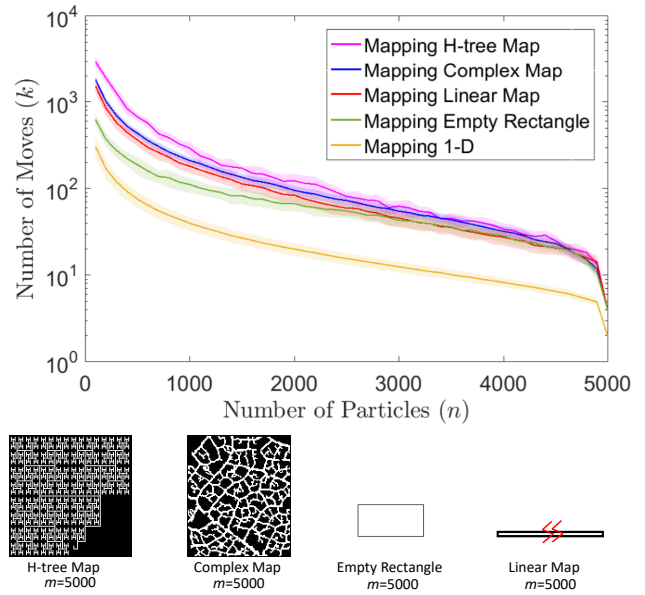 10^4
10^3
10^2
10^1
10^0
Number of Moves (k)
Mapping H-tree Map
Mapping Complex Map
Mapping Linear Map
Mapping Empty Rectangle
Mapping 1-D
0 1000 2000 3000 4000 5000
Number of Particles (n)
H-tree Map
m=5000
Complex Map
m=5000
Empty Rectangle
m=5000
Linear Map
m=5000